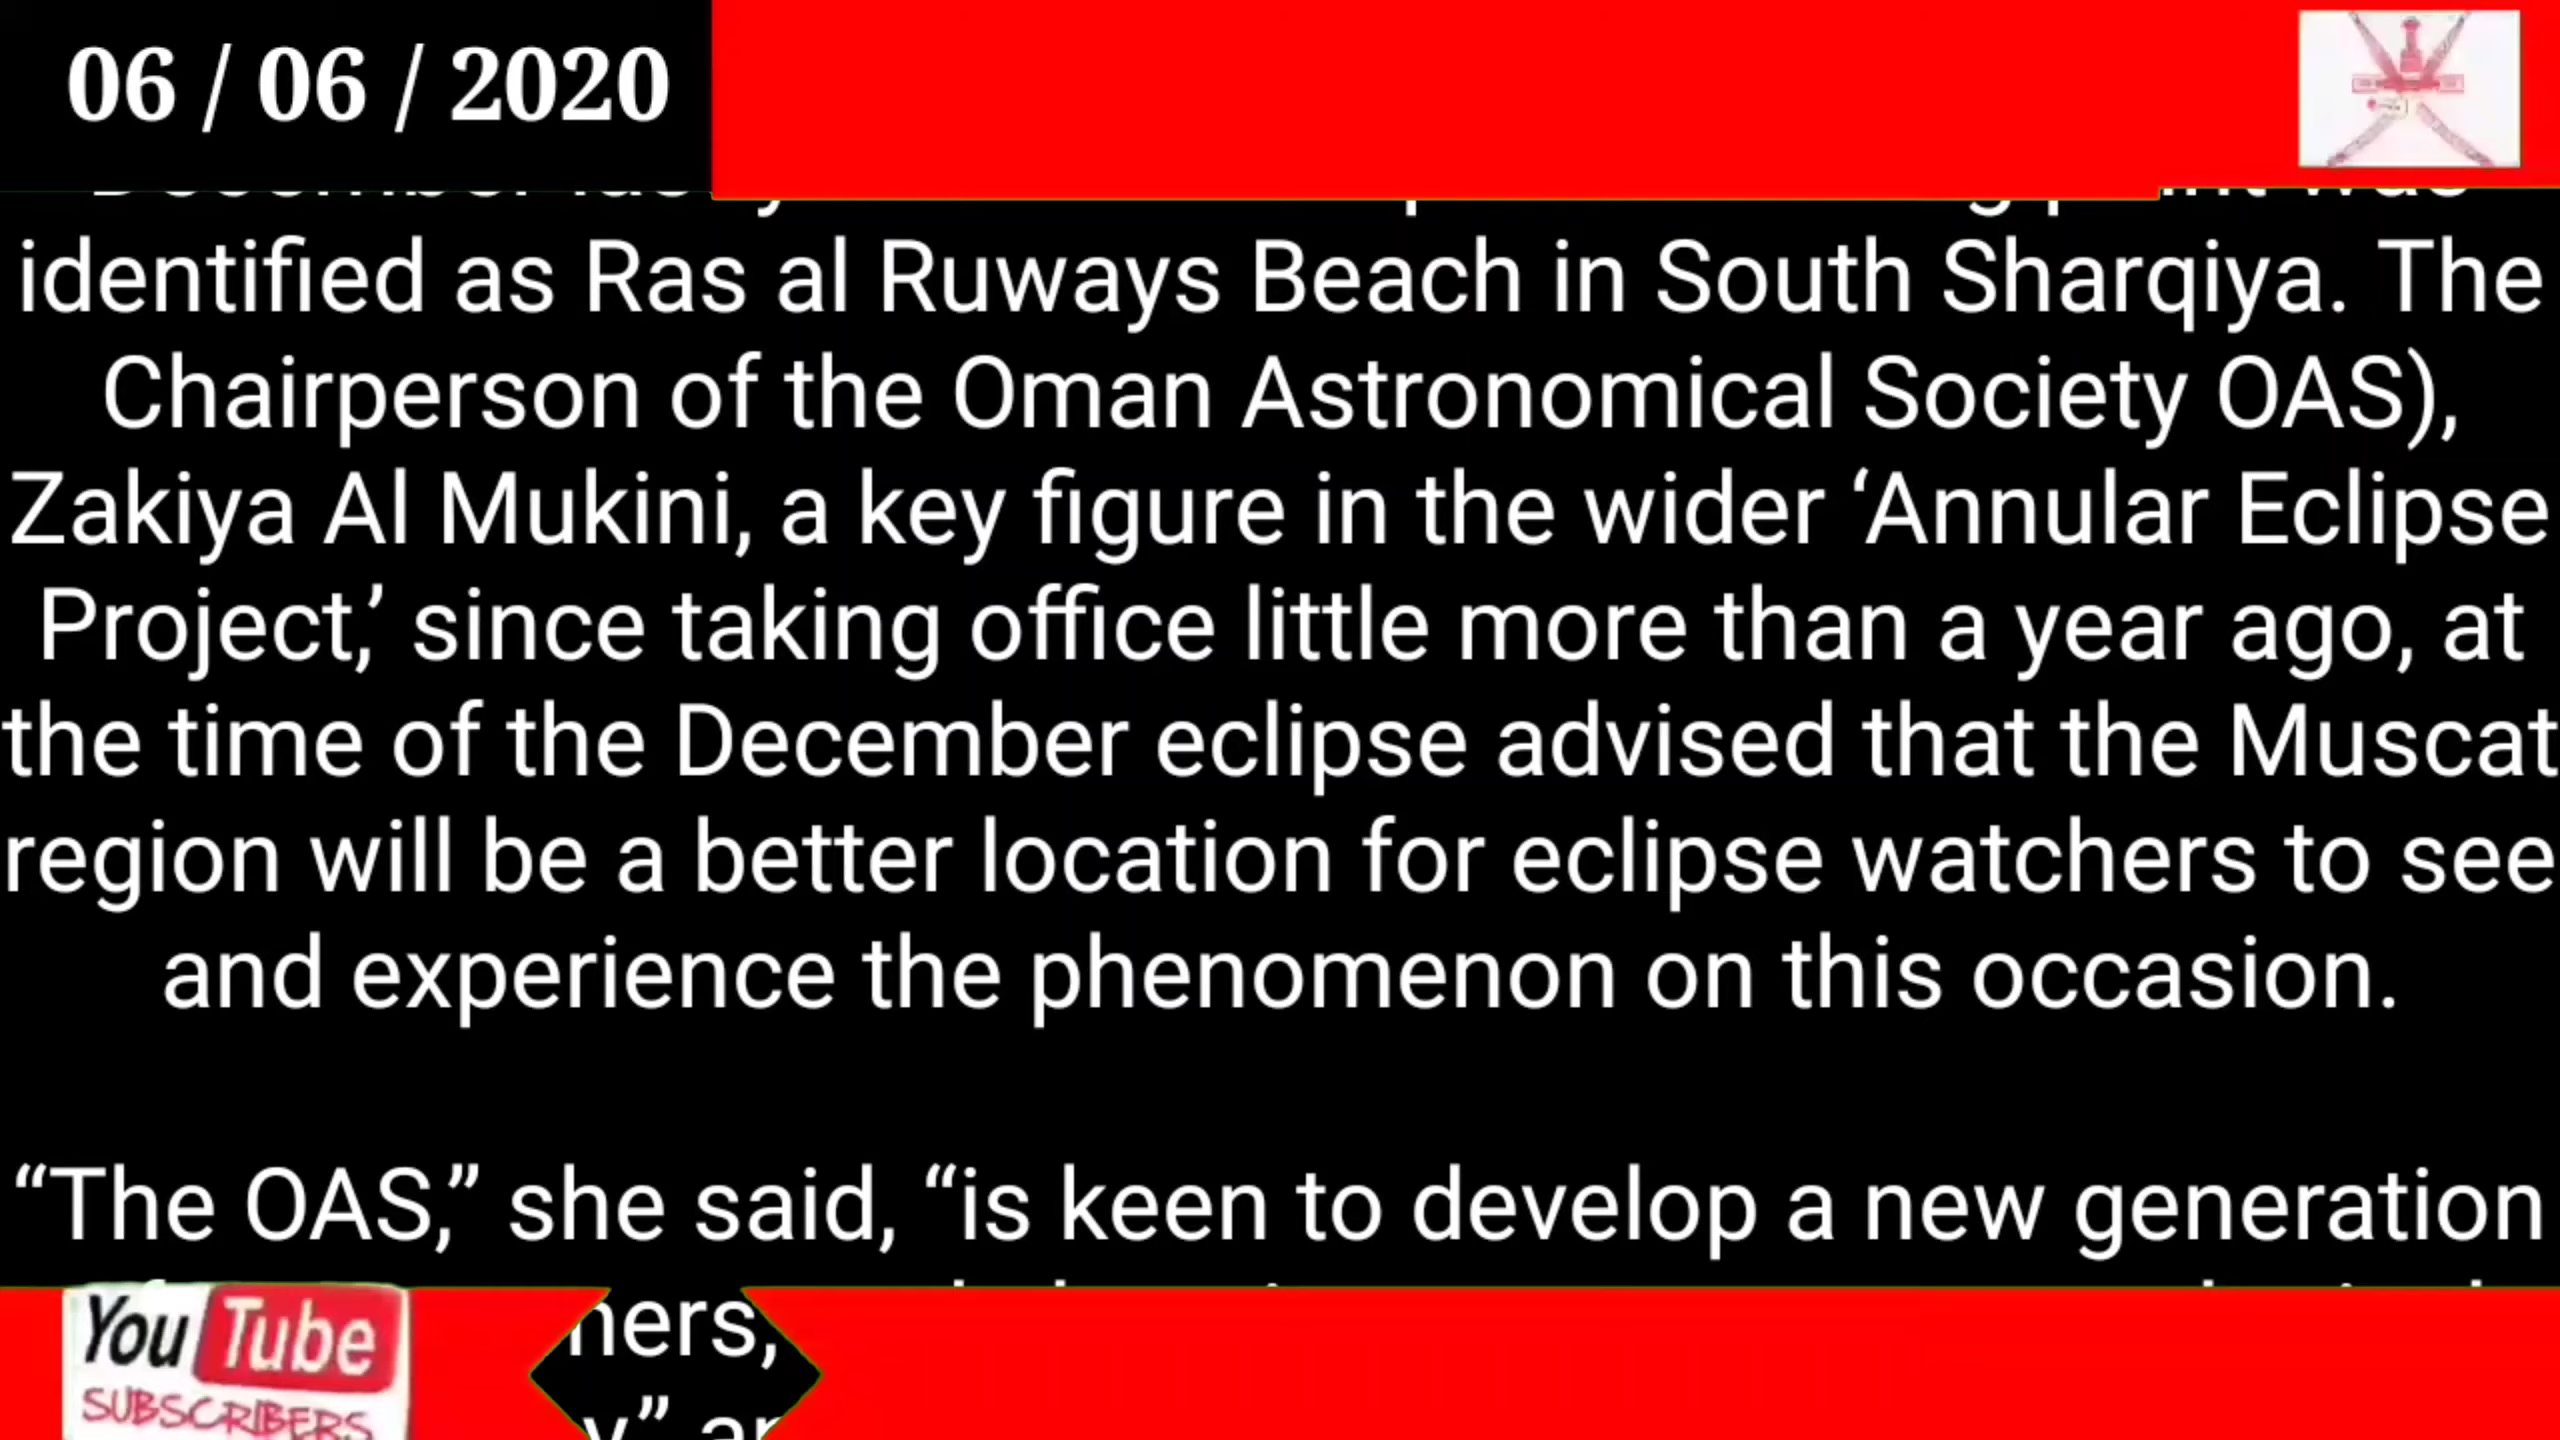 06 / 06 / 2020
was
identified as Ras al Ruways Beach in South Sharqiya. The
Chairperson of the Oman Astronomical Society OAS),
Zakiya Al Mukini, a key figure in the wider ‘Annular Eclipse
Project,’ since taking office little more than a year ago, at
the time of the December eclipse advised that the Muscat
region will be a better location for eclipse watchers to see
and experience the phenomenon on this occasion.
“The OAS,” she said, “is keen to develop a new generation
hers,
You Tube
SUBSCRIBERS